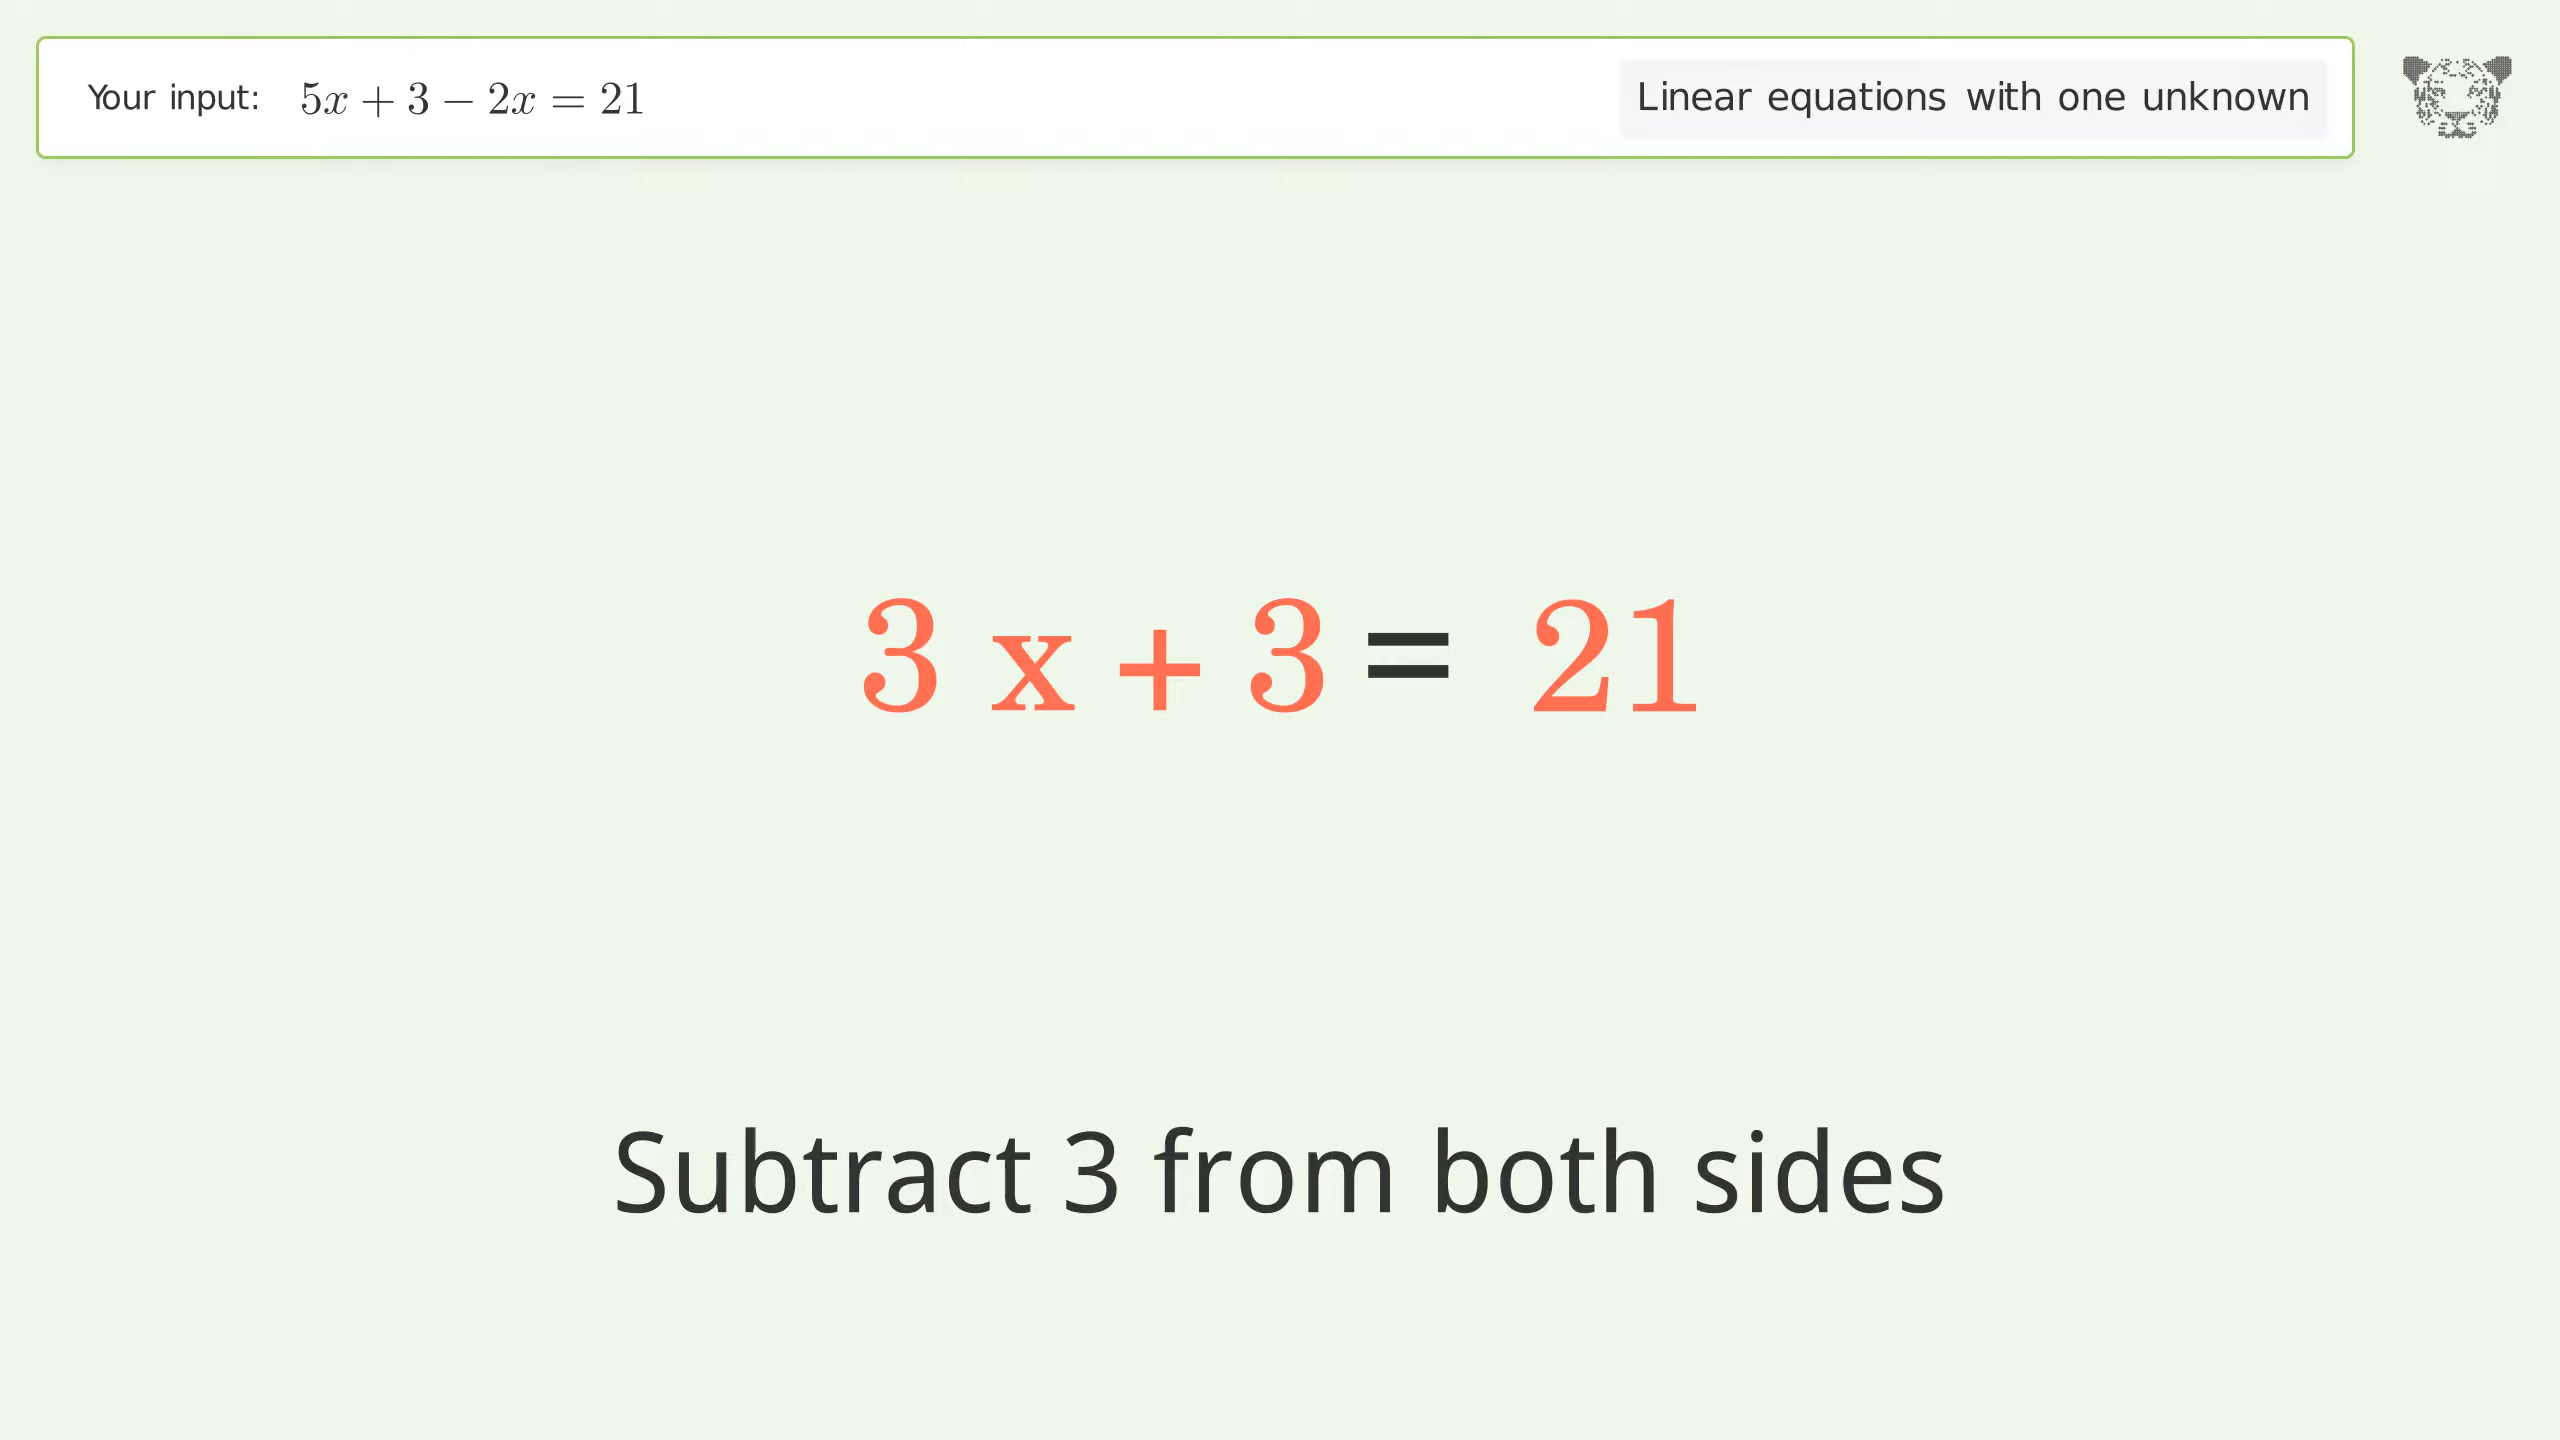 Your input: 5x + 3 − 2x = 21
Linear equations with one unknown
3 x + 3 = 21
Subtract 3 from both sides